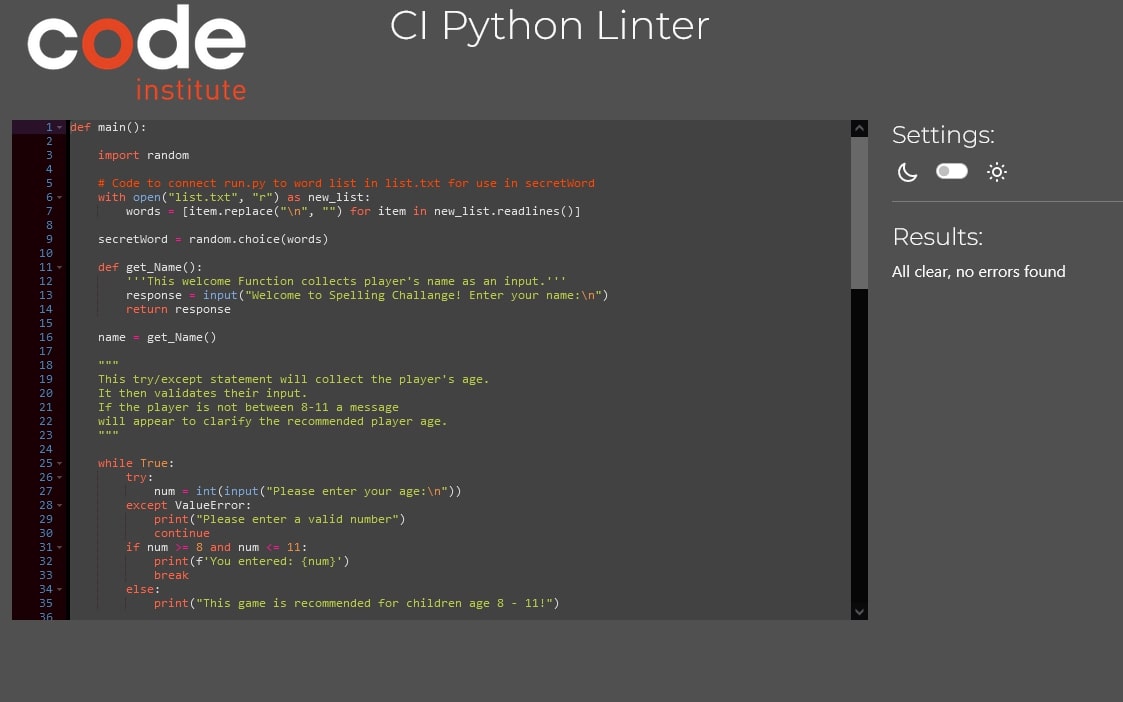 code
institute
CI Python Linter
1 def main():
2
3     import random
4
5     # Code to connect run.py to word list in list.txt for use in secretWord
6     with open("list.txt", "r") as new_list:
7         words = [item.replace("\n", "") for item in new_list.readlines()]
8
9     secretWord = random.choice(words)
10
11     def get_Name():
12         '''This welcome Function collects player's name as an input.'''
13         response = input("Welcome to Spelling Challange! Enter your name:\n")
14         return response
15
16     name = get_Name()
17
18     """
19     This try/except statement will collect the player's age.
20     It then validates their input.
21     If the player is not between 8-11 a message
22     will appear to clarify the recommended player age.
23     """
24
25     while True:
26         try:
27             num = int(input("Please enter your age:\n"))
28         except ValueError:
29             print("Please enter a valid number")
30             continue
31         if num >= 8 and num <= 11:
32             print(f'You entered: {num}')
33             break
34         else:
35             print("This game is recommended for children age 8 - 11!")
36
Settings:
Results:
All clear, no errors found